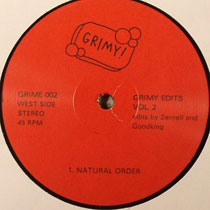 GRIMY!
GRIME 002
WEST SIDE
STEREO
45 RPM
GRIMY EDITS
VOL 2
edits by Zernell and
Goodking
1. NATURAL ORDER